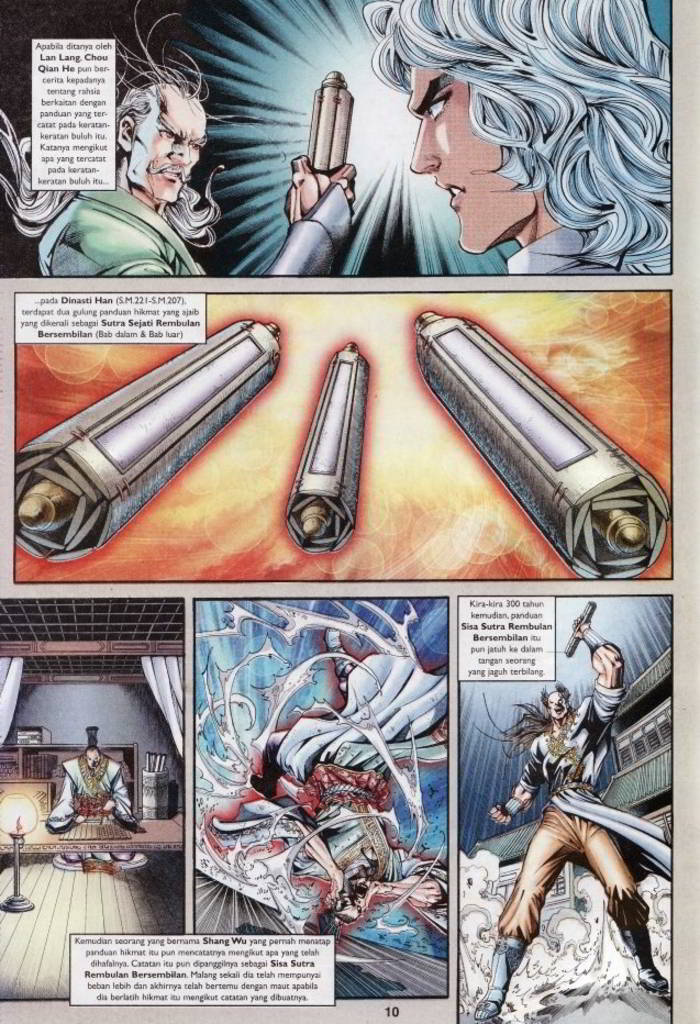 Apabila ditanya oleh
Lan Lang, Chou
Qian He pun ber-
cerita kepadanya
tentang rahsia
berkaitan dengan
panduan yang ter-
catat pada keratan-
keratan buluh itu.
Katanya mengikut
apa yang tercatat
pada keratan-
keratan buluh itu...
...pada Dinasti Han (S.M.221-S.M.207),
terdapat dua gulung panduan hikmat yang ajaib
yang dikenali sebagai Sutra Sejati Rembulan
Bersembilan (Bab dalam & Bab luar)
Kemudian seorang yang bernama Shang Wu yang pernah menatap
panduan hikmat itu pun mencatatnya mengikut apa yang telah
dihafalnya. Catatan itu pun dipanggilnya sebagai Sisa Sutra
Rembulan Bersembilan. Malang sekali dia telah mempunyai
beban lebih dan akhirnya telah bertemu dengan maut apabila
dia berlatih hikmat itu mengikut catatan yang dibuatnya.
Kira-kira 300 tahun
kemudian, panduan
Sisa Sutra Rembulan
Bersembilan itu
pun jatuh ke dalam
tangan seorang
yang jaguh terbilang.
10